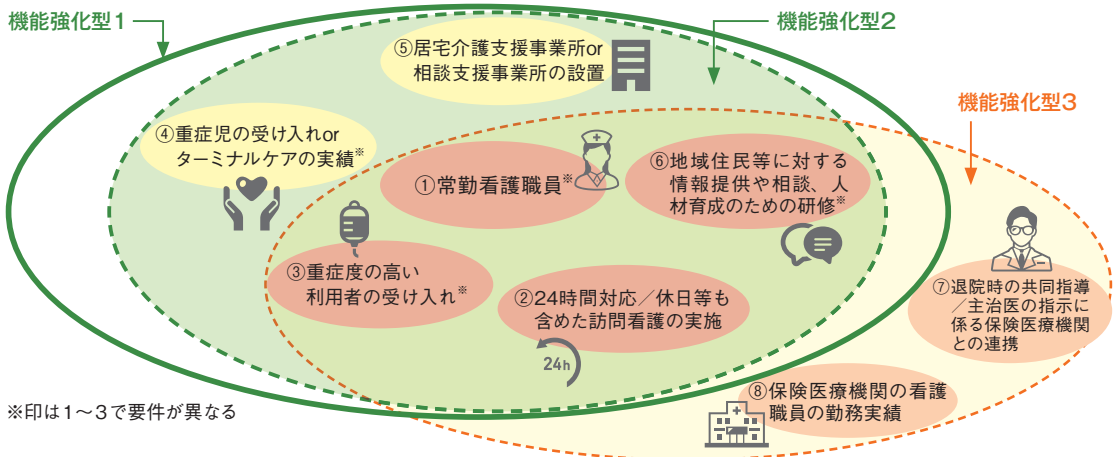 機能強化型1
機能強化型2
機能強化型3
⑤居宅介護支援事業所or
相談支援事業所の設置
④重症児の受け入れor
ターミナルケアの実績※
①常勤看護職員※
⑥地域住民等に対する
情報提供や相談、人
材育成のための研修※
③重症度の高い
利用者の受け入れ※
②24時間対応／休日等も
含めた訪問看護の実施
24h
⑦退院時の共同指導
／主治医の指示に
係る保険医療機関
との連携
⑧保険医療機関の看護
職員の勤務実績
※印は1～3で要件が異なる